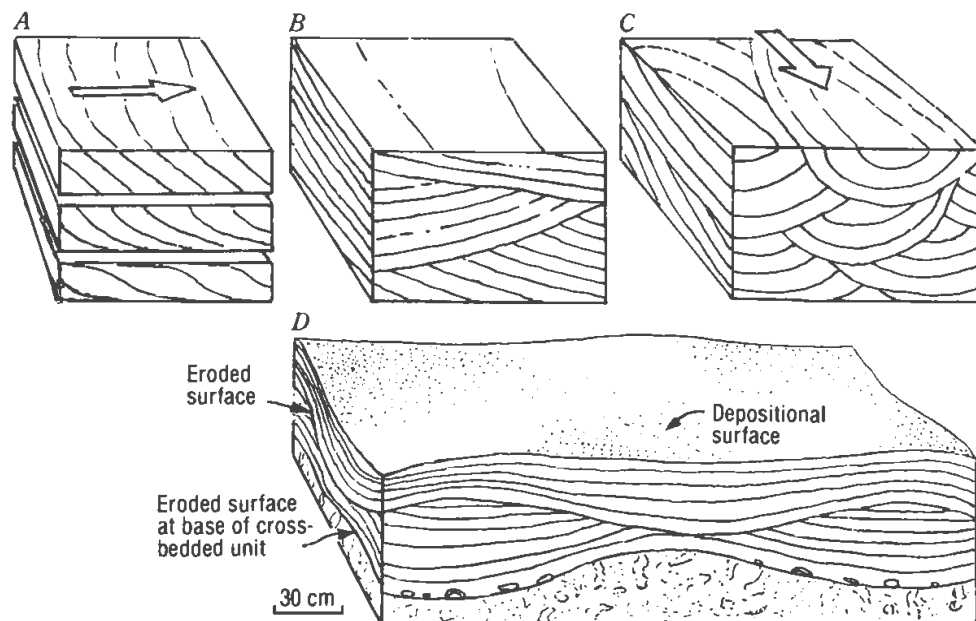 A
B
C
D
Eroded
surface
Depositional
surface
Eroded surface
at base of cross-
bedded unit
30 cm